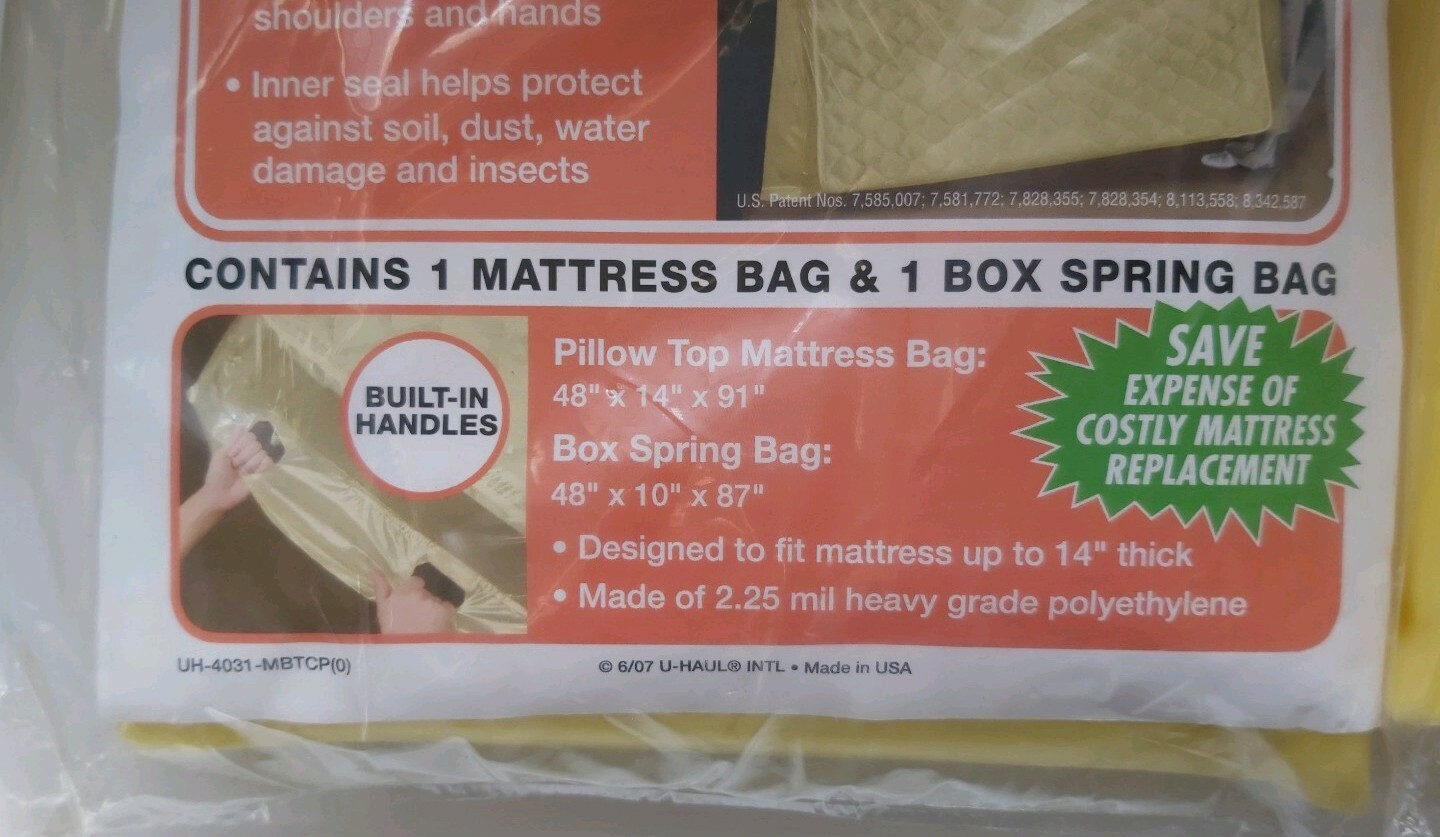 shoulders and hands
• Inner seal helps protect
against soil, dust, water
damage and insects
U.S. Patent Nos. 7,585,007; 7,581,772; 7,828,355; 7,828,354; 8,113,558; 8,342,587
CONTAINS 1 MATTRESS BAG & 1 BOX SPRING BAG
BUILT-IN
HANDLES
Pillow Top Mattress Bag:
48" x 14" x 91"
Box Spring Bag:
48" x 10" x 87"
• Designed to fit mattress up to 14" thick
• Made of 2.25 mil heavy grade polyethylene
SAVE
EXPENSE OF
COSTLY MATTRESS
REPLACEMENT
UH-4031-MBTCP(0)
© 6/07 U-HAUL® INTL • Made in USA